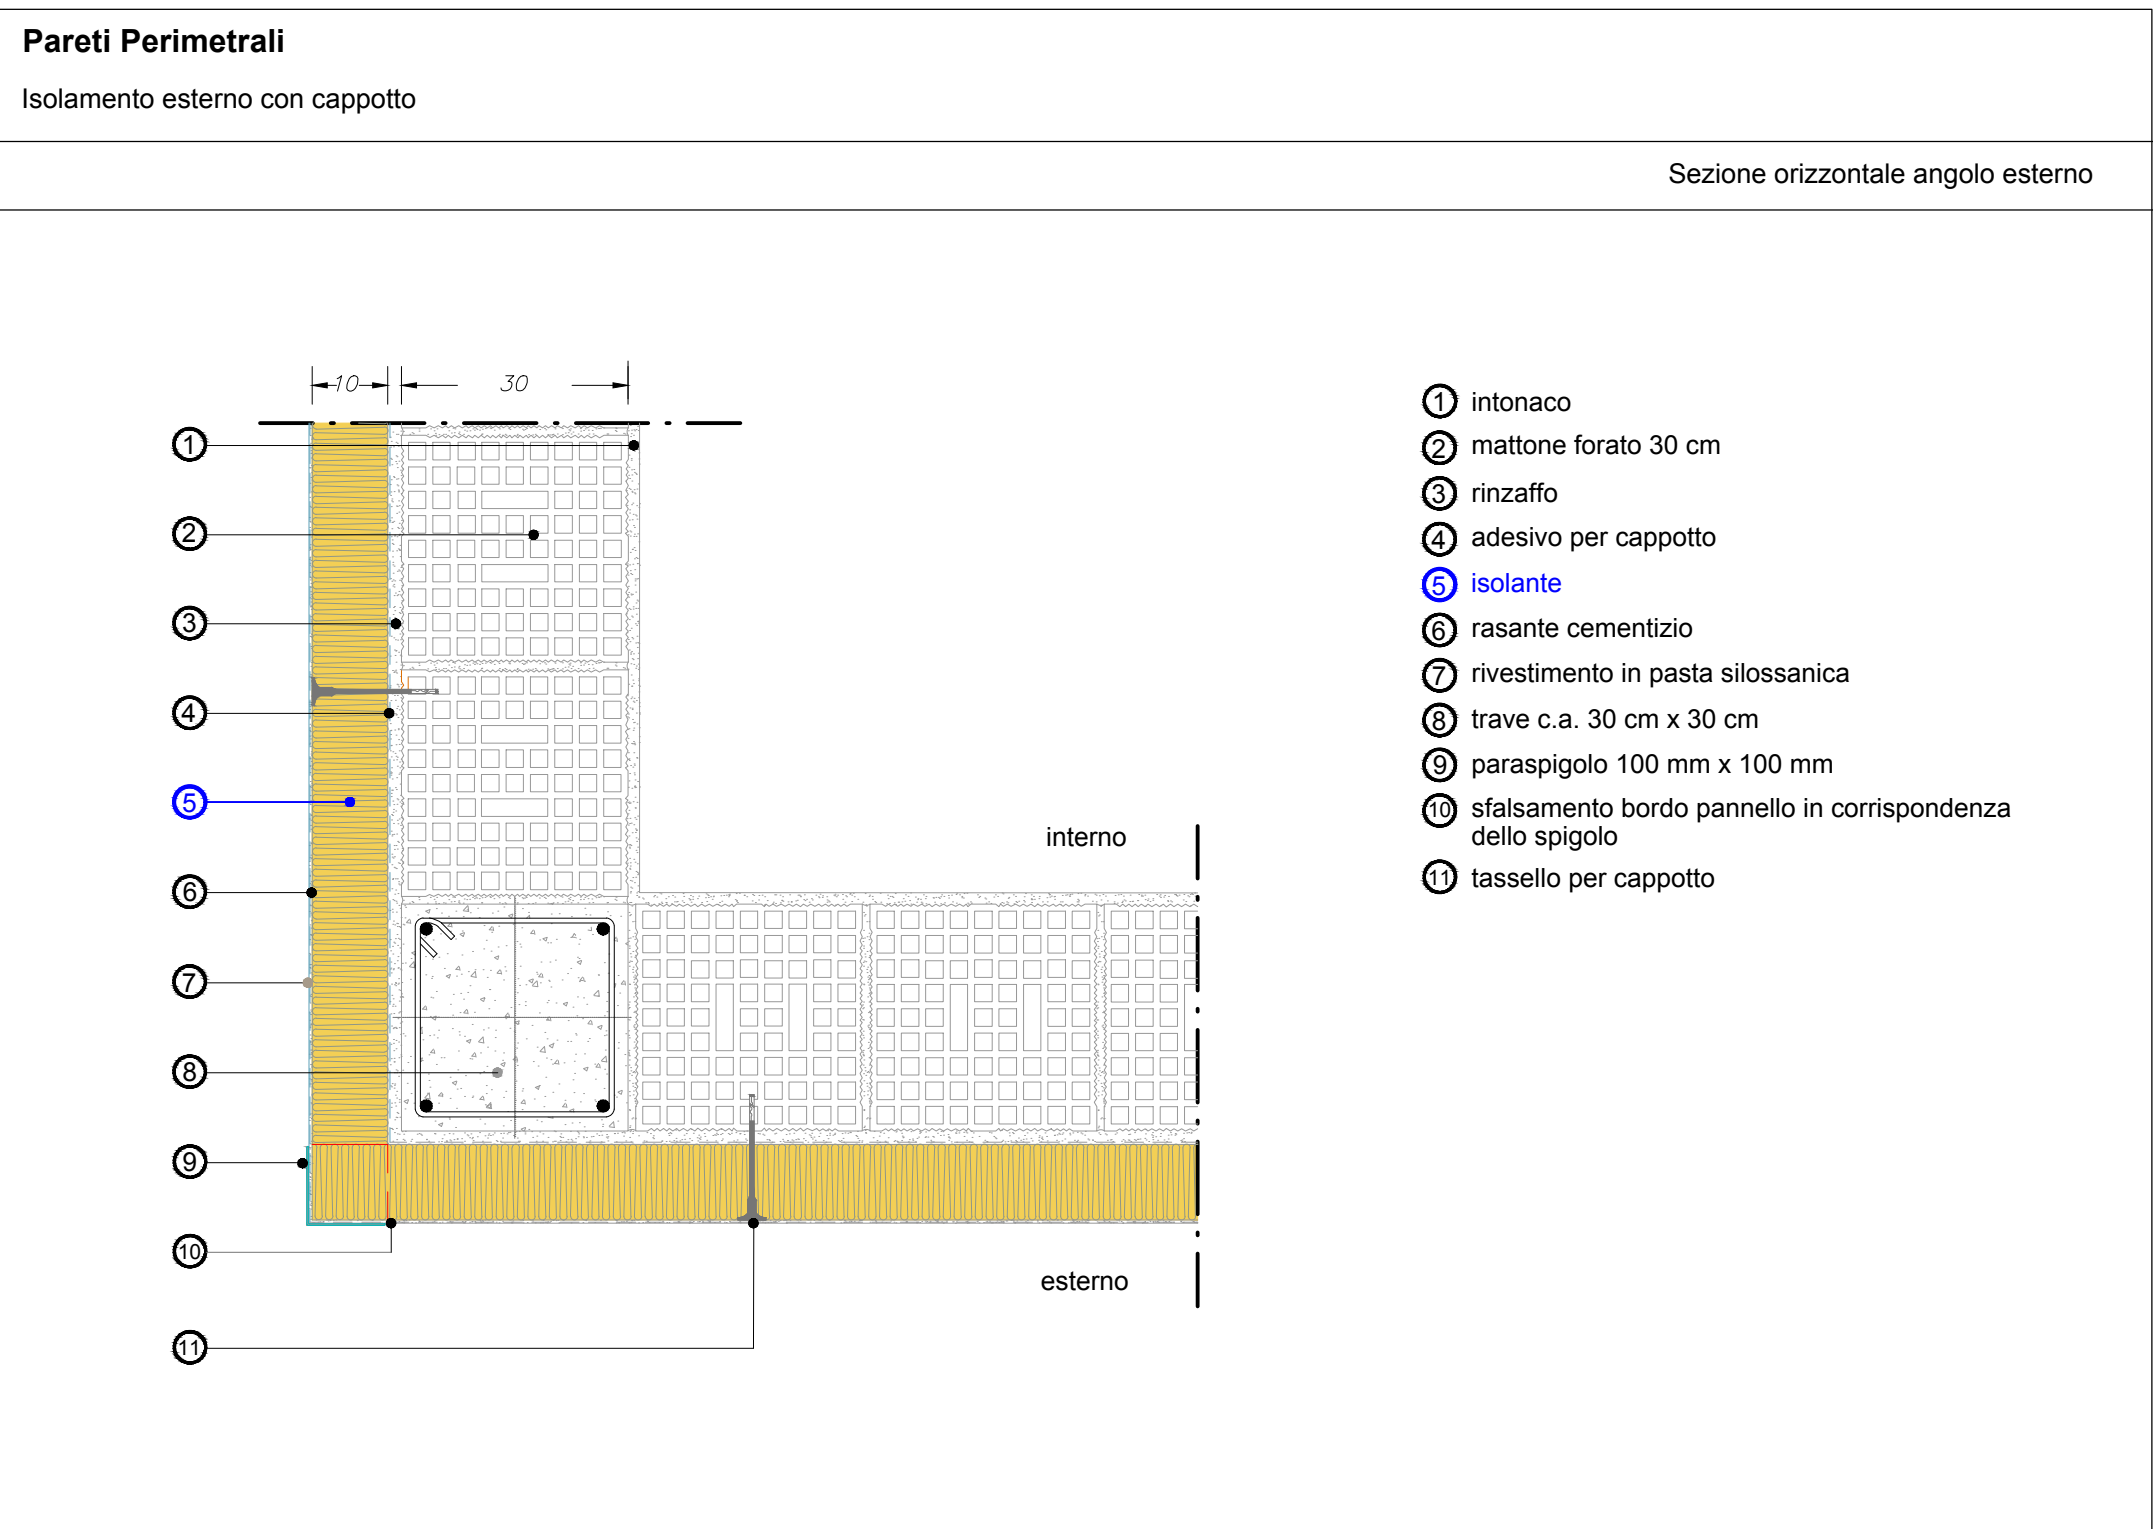 Pareti Perimetrali
Isolamento esterno con cappotto
Sezione orizzontale angolo esterno
10
30
1
2
3
4
5
6
7
8
9
10
11
interno
esterno
1 intonaco
2 mattone forato 30 cm
3 rinzaffo
4 adesivo per cappotto
5 isolante
6 rasante cementizio
7 rivestimento in pasta silossanica
8 trave c.a. 30 cm x 30 cm
9 paraspigolo 100 mm x 100 mm
10 sfalsamento bordo pannello in corrispondenza
dello spigolo
11 tassello per cappotto